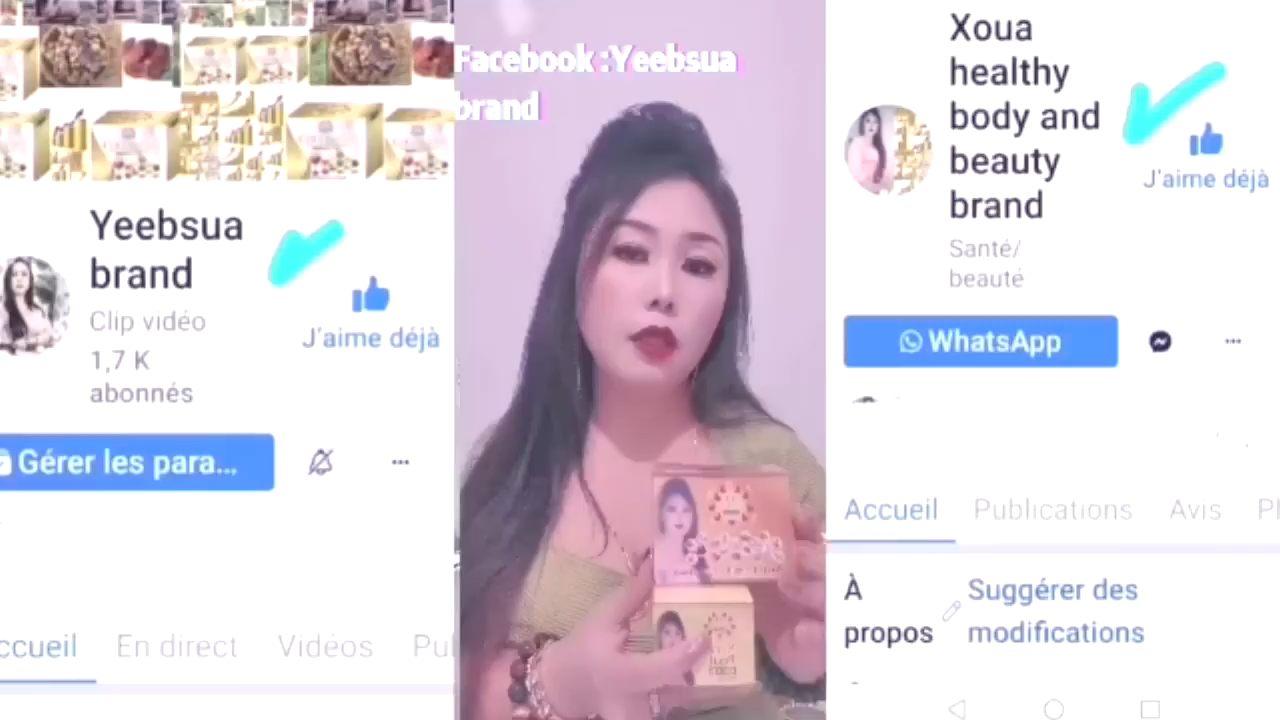 Yeebsua
brand
Clip vidéo
1,7 K
abonnés
J'aime déjà
Gérer les para...
ccueil En direct Vidéos Pu
Facebook :Yeebsua
brand
Xoua
healthy
body and
beauty
brand
Santé/
beauté
J'aime déjà
WhatsApp
Accueil Publications Avis Pl
À
propos
Suggérer des
modifications